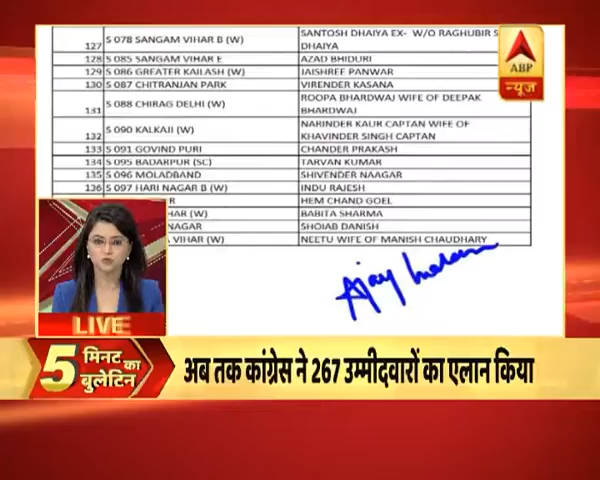 127 S 078 SANGAM VIHAR B (W) SANTOSH DHAIYA EX- W/O RAGHUBIR S
DHAIYA
128 S 085 SANGAM VIHAR E AZAD BHIDURI
129 S 086 GREATER KAILASH (W) JAISHREE PANWAR
130 S 087 CHITRANJAN PARK VIRENDER KASANA
131 S 088 CHIRAG DELHI (W) ROOPA BHARDWAJ WIFE OF DEEPAK
BHARDWAJ
132 S 090 KALKAJI (W) NARINDER KAUR CAPTAN WIFE OF
KHAVINDER SINGH CAPTAN
133 S 091 GOVIND PURI CHANDER PRAKASH
134 S 095 BADARPUR (SC) TARVAN KUMAR
135 S 096 MOLADBAND SHIVENDER NAAGAR
136 S 097 HARI NAGAR B (W) INDU RAJESH
R HEM CHAND GOEL
HAR (W) BABITA SHARMA
NAGAR SHOIAB DANISH
VIHAR (W) NEETU WIFE OF MANISH CHAUDHARY
ABP
न्यूज़
Ajay
LIVE
5 मिनट का
बुलेटिन
अब तक कांग्रेस ने 267 उम्मीदवारों का एलान किया